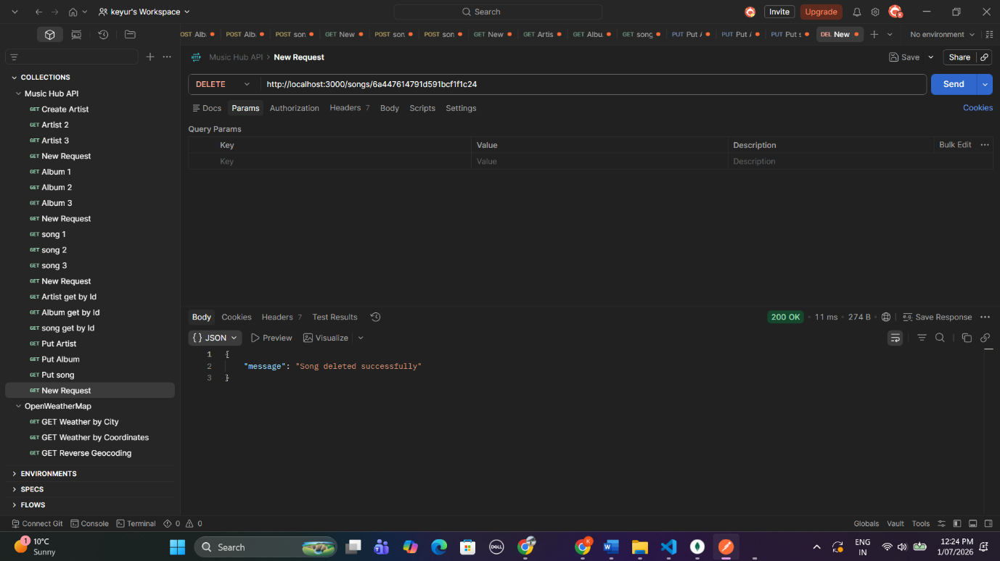 keyur's Workspace
Search
Invite
Upgrade
POST Alb
POST Alb
POST son
GET New
POST son
POST son
GET New
GET Artis
GET Albu
GET song
PUT Put
PUT Put
PUT Put s
DEL New
No environment
COLLECTIONS
Music Hub API
GET Create Artist
GET Artist 2
GET Artist 3
GET New Request
GET Album 1
GET Album 2
GET Album 3
GET New Request
GET song 1
GET song 2
GET song 3
GET New Request
GET Artist get by Id
GET Album get by Id
GET song get by Id
GET Put Artist
GET Put Album
GET Put song
GET New Request
OpenWeatherMap
GET GET Weather by City
GET GET Weather by Coordinates
GET GET Reverse Geocoding
ENVIRONMENTS
SPECS
FLOWS
HTTP Music Hub API > New Request
Save
Share
DELETE
http://localhost:3000/songs/6a447614791d591bcf1f1c24
Send
Docs Params Authorization Headers 7 Body Scripts Settings
Cookies
Query Params
Key Value Description Bulk Edit
Key Value Description
Body Cookies Headers 7 Test Results
200 OK • 11 ms • 274 B
e.g. Save Response
{} JSON
Preview
Visualize
1 {
2 "message": "Song deleted successfully"
3 }
Connect Git Console Terminal 0 0
Globals Vault Tools
1
10°C
Sunny
Search
DELL
K
W
ENG
IN
12:24 PM
1/07/2026